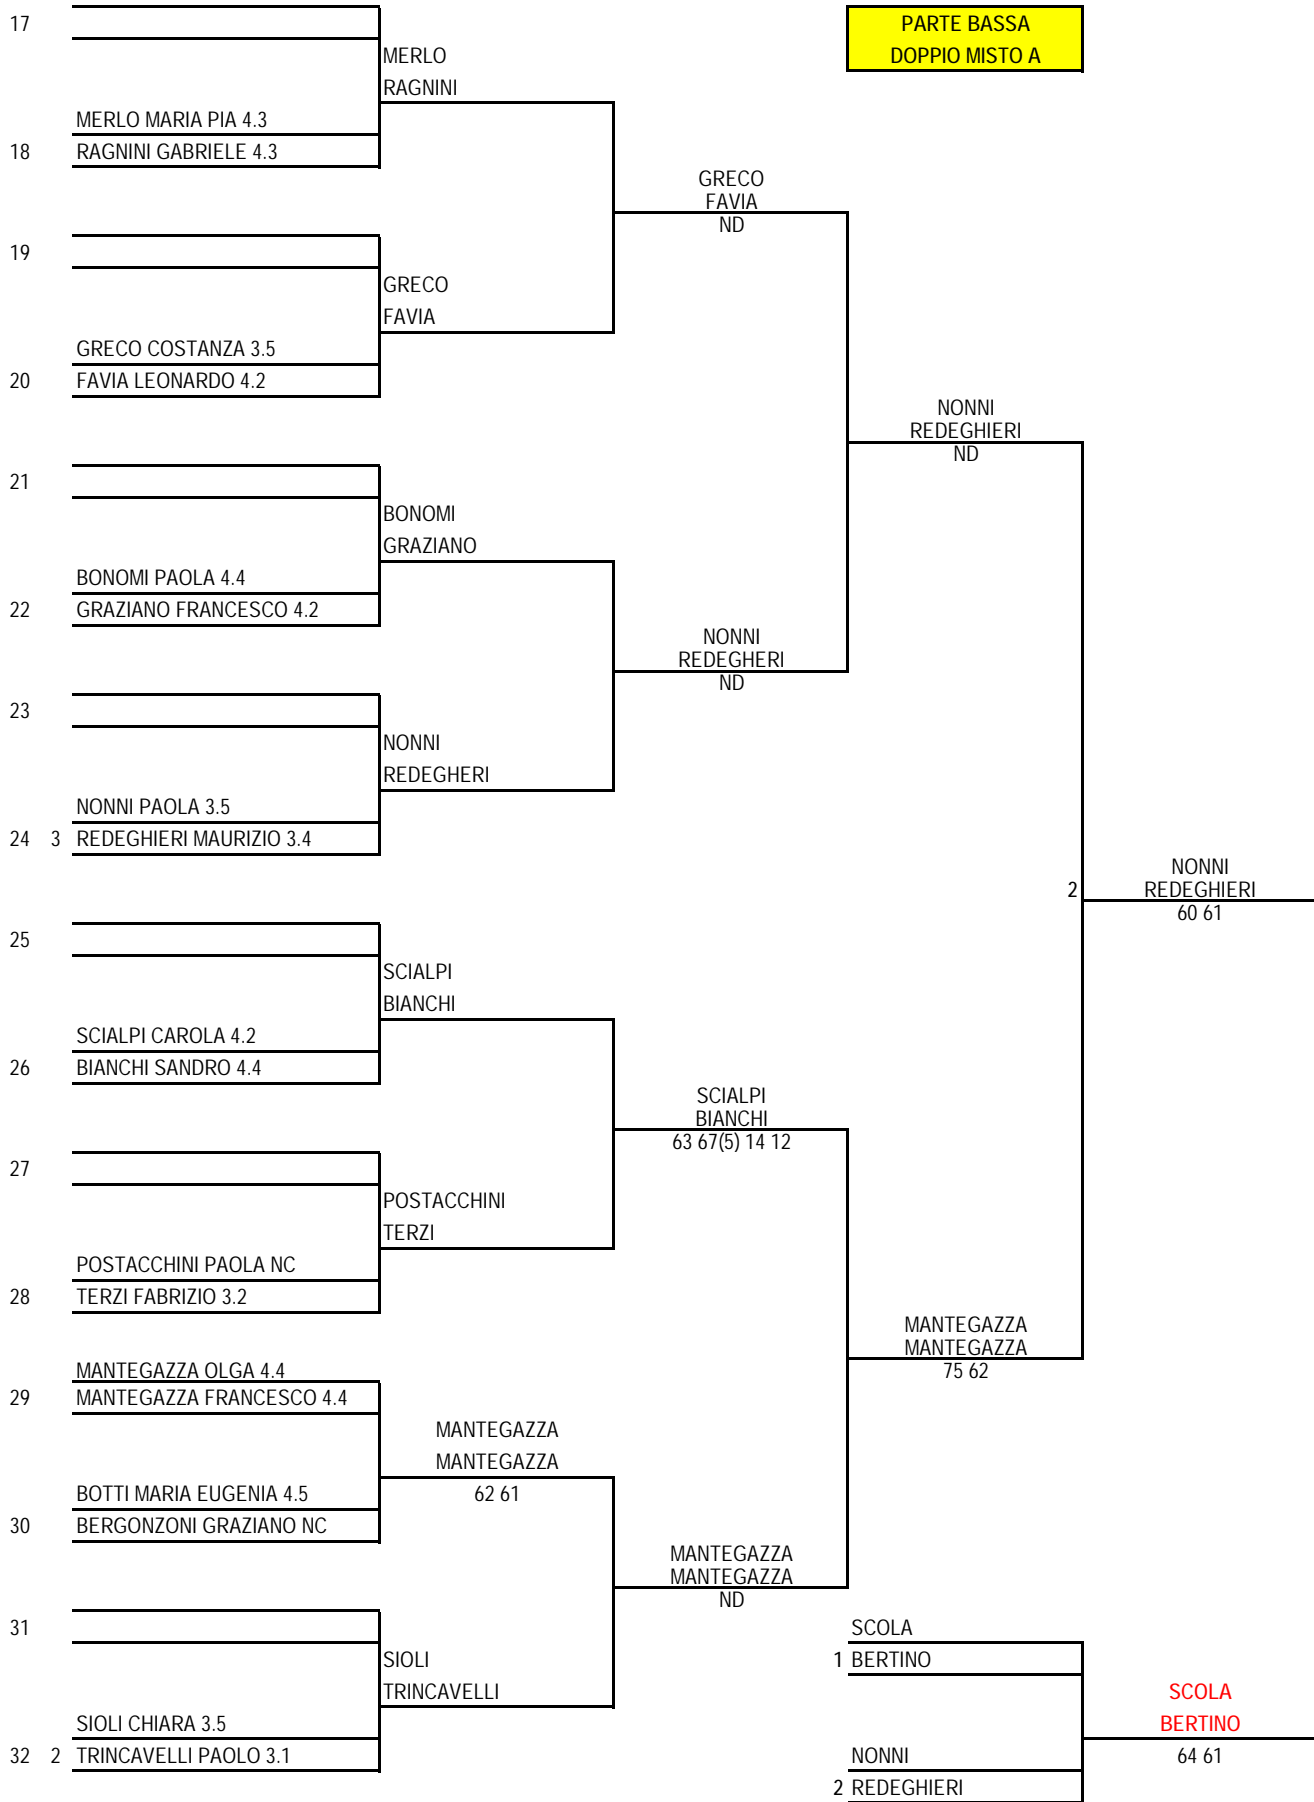 17
PARTE BASSA
DOPPIO MISTO A
MERLO
RAGNINI
MERLO MARIA PIA 4.3
18 RAGNINI GABRIELE 4.3
GRECO
FAVIA
ND
19
GRECO
FAVIA
GRECO COSTANZA 3.5
20 FAVIA LEONARDO 4.2
NONNI
REDEGHIERI
ND
21
BONOMI
GRAZIANO
BONOMI PAOLA 4.4
22 GRAZIANO FRANCESCO 4.2
NONNI
REDEGHERI
ND
23
NONNI
REDEGHERI
NONNI PAOLA 3.5
24 3 REDEGHIERI MAURIZIO 3.4
2
NONNI
REDEGHIERI
60 61
25
SCIALPI
BIANCHI
SCIALPI CAROLA 4.2
26 BIANCHI SANDRO 4.4
SCIALPI
BIANCHI
63 67(5) 14 12
27
POSTACCHINI
TERZI
POSTACCHINI PAOLA NC
28 TERZI FABRIZIO 3.2
MANTEGAZZA
MANTEGAZZA
75 62
MANTEGAZZA OLGA 4.4
29 MANTEGAZZA FRANCESCO 4.4
MANTEGAZZA
MANTEGAZZA
62 61
BOTTI MARIA EUGENIA 4.5
30 BERGONZONI GRAZIANO NC
MANTEGAZZA
MANTEGAZZA
ND
31
SIOLI
TRINCAVELLI
SIOLI CHIARA 3.5
32 2 TRINCAVELLI PAOLO 3.1
SCOLA
1 BERTINO
SCOLA
BERTINO
64 61
NONNI
2 REDEGHIERI